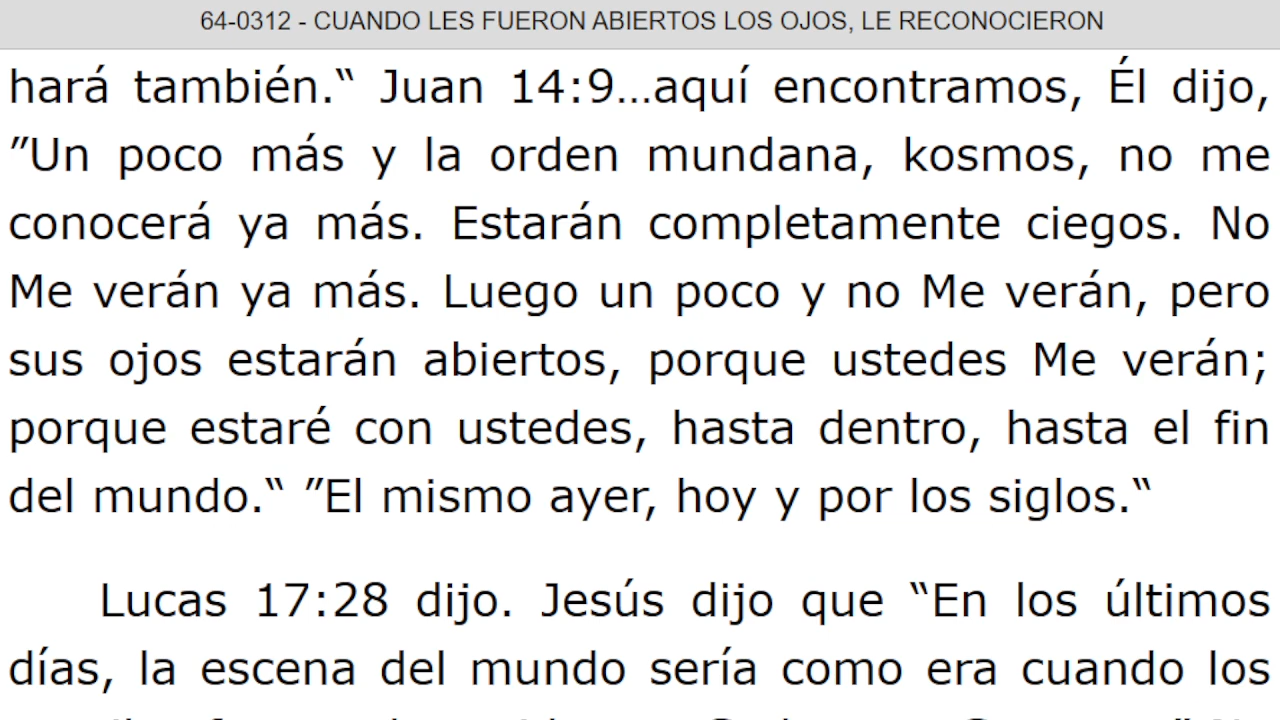 64-0312 - CUANDO LES FUERON ABIERTOS LOS OJOS, LE RECONOCIERON
hará también.‟ Juan 14:9…aquí encontramos, Él dijo,
”Un poco más y la orden mundana, kosmos, no me
conocerá ya más. Estarán completamente ciegos. No
Me verán ya más. Luego un poco y no Me verán, pero
sus ojos estarán abiertos, porque ustedes Me verán;
porque estaré con ustedes, hasta dentro, hasta el fin
del mundo.“ ”El mismo ayer, hoy y por los siglos.“
Lucas 17:28 dijo. Jesús dijo que “En los últimos
días, la escena del mundo sería como era cuando los